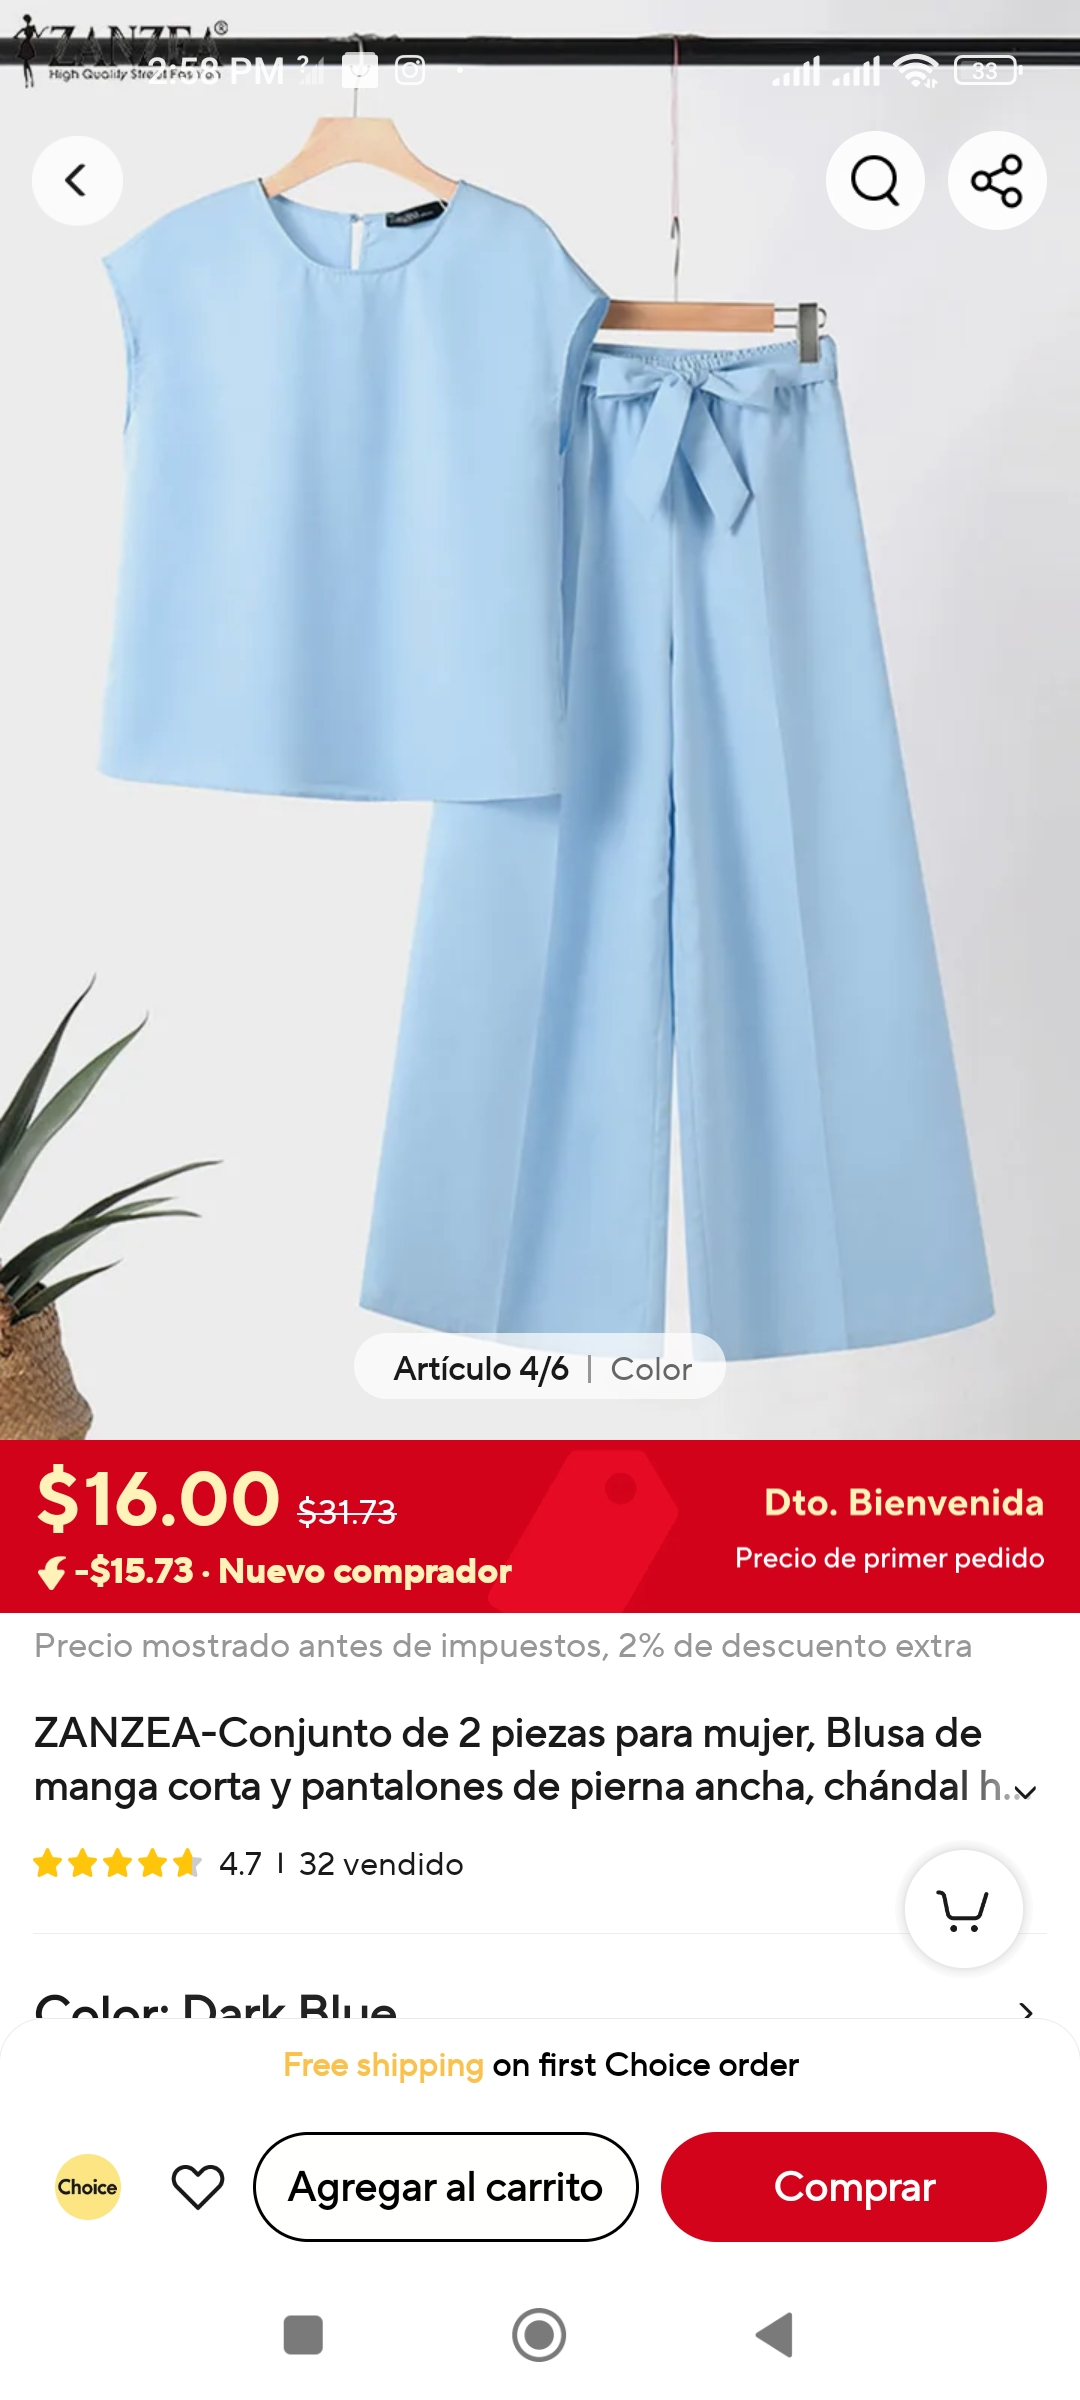 ZANZEA®
High Quality Street Fashion
2:58 PM
33
Artículo 4/6 | Color
$16.00 $31.73
-$15.73 · Nuevo comprador
Dto. Bienvenida
Precio de primer pedido
Precio mostrado antes de impuestos, 2% de descuento extra
ZANZEA-Conjunto de 2 piezas para mujer, Blusa de
manga corta y pantalones de pierna ancha, chándal h...
4.7 | 32 vendido
Color: Dark Blue
Free shipping on first Choice order
Choice
Agregar al carrito
Comprar